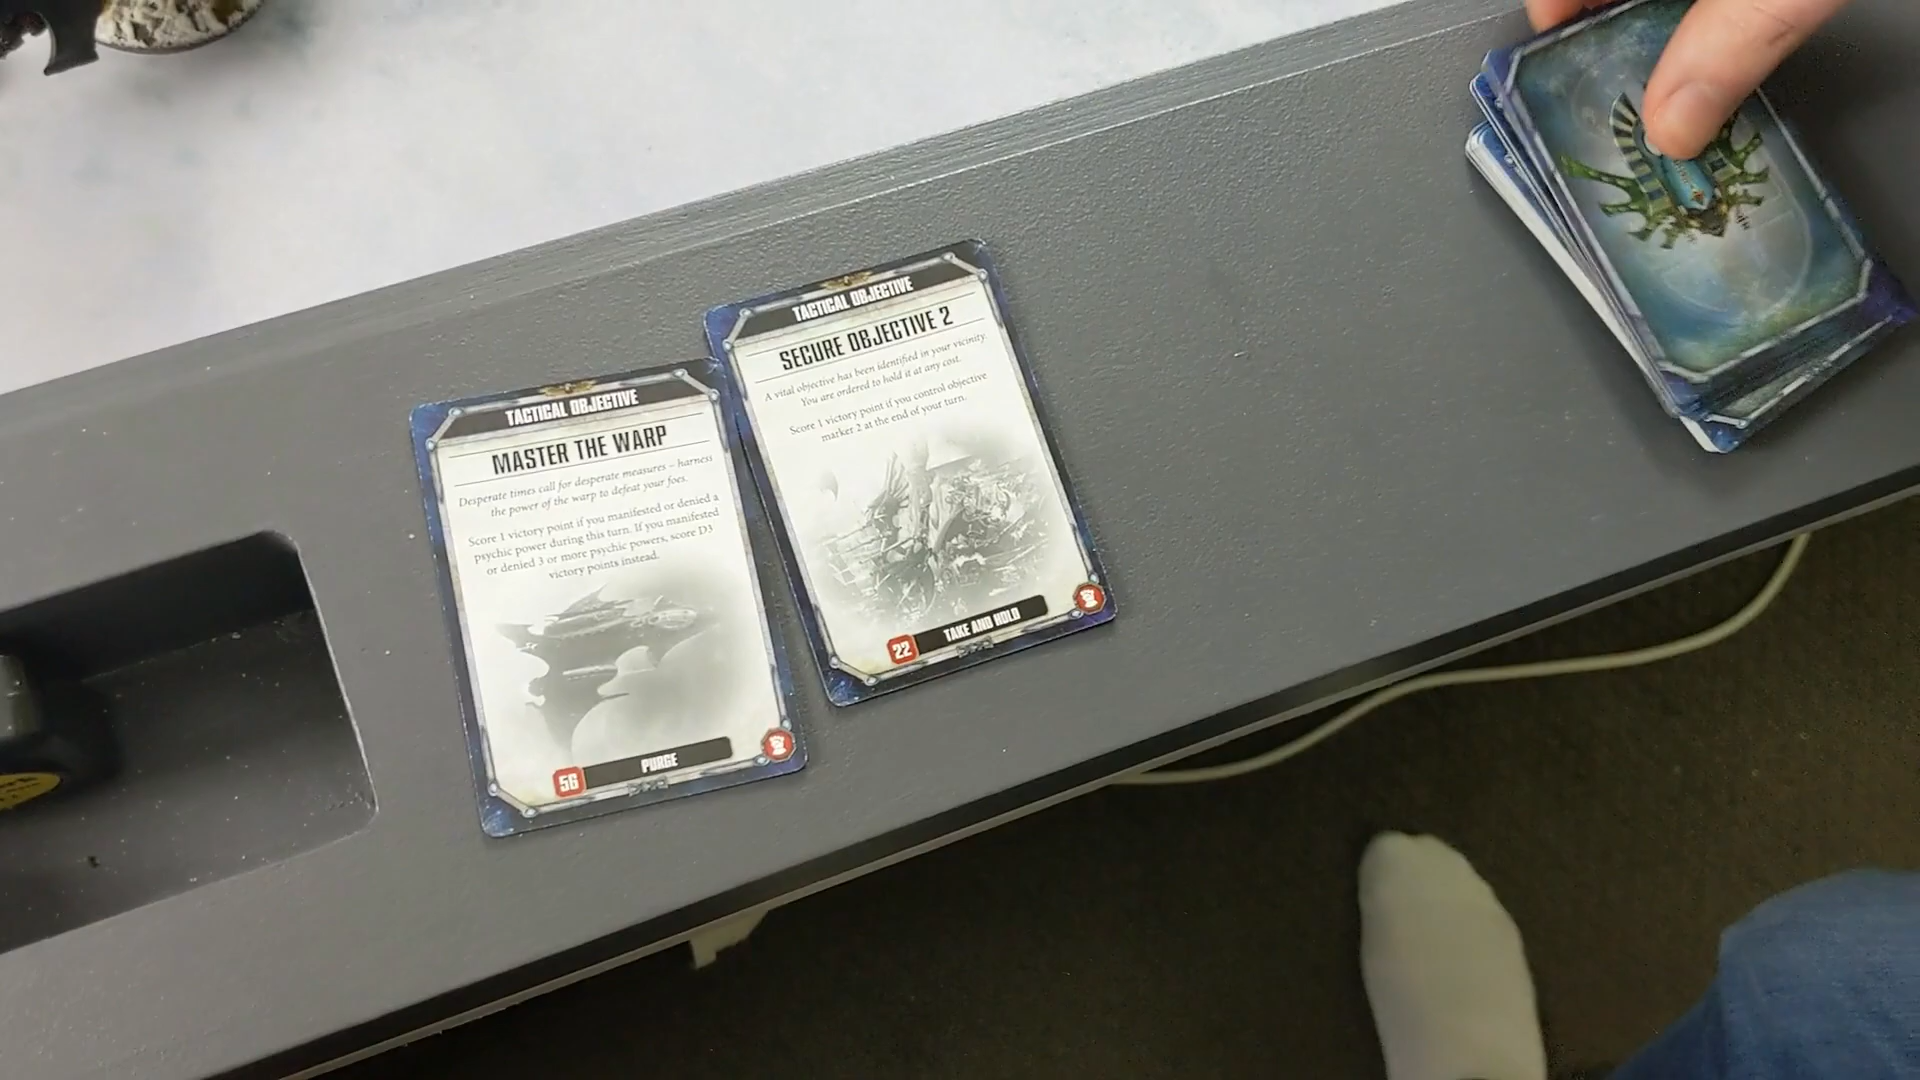 TACTICAL OBJECTIVE
MASTER THE WARP
Desperate times call for desperate measures – harness
the power of the warp to defeat your foes.
Score 1 victory point if you manifested or denied a
psychic power during this turn. If you manifested
or denied 3 or more psychic powers, score D3
victory points instead.
56
PURGE
TACTICAL OBJECTIVE
SECURE OBJECTIVE 2
A vital objective has been identified in your vicinity.
You are ordered to hold it at any cost.
Score 1 victory point if you control objective
marker 2 at the end of your turn.
22
TAKE AND HOLD